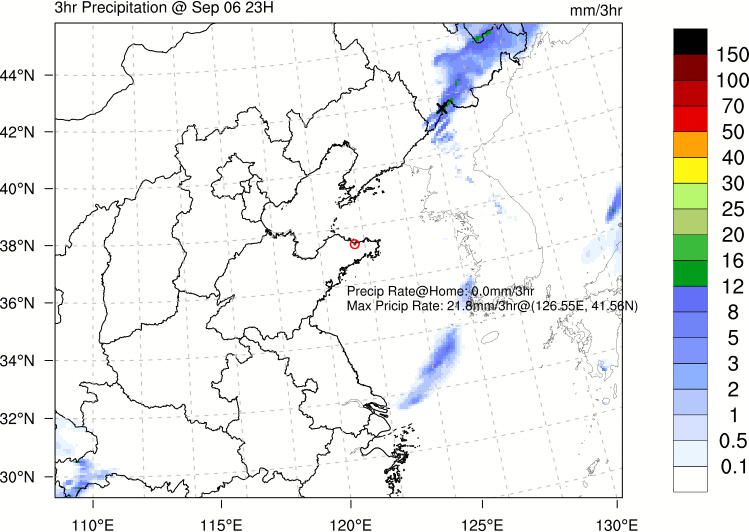 3hr Precipitation @ Sep 06 23H
mm/3hr
44°N
42°N
40°N
38°N
36°N
34°N
32°N
30°N
Precip Rate@Home: 0.0mm/3hr
Max Pricip Rate: 21.8mm/3hr@(126.55E, 41.56N)
110°E
115°E
120°E
125°E
130°E
150
100
70
50
40
30
25
20
16
12
8
5
3
2
1
0.5
0.1